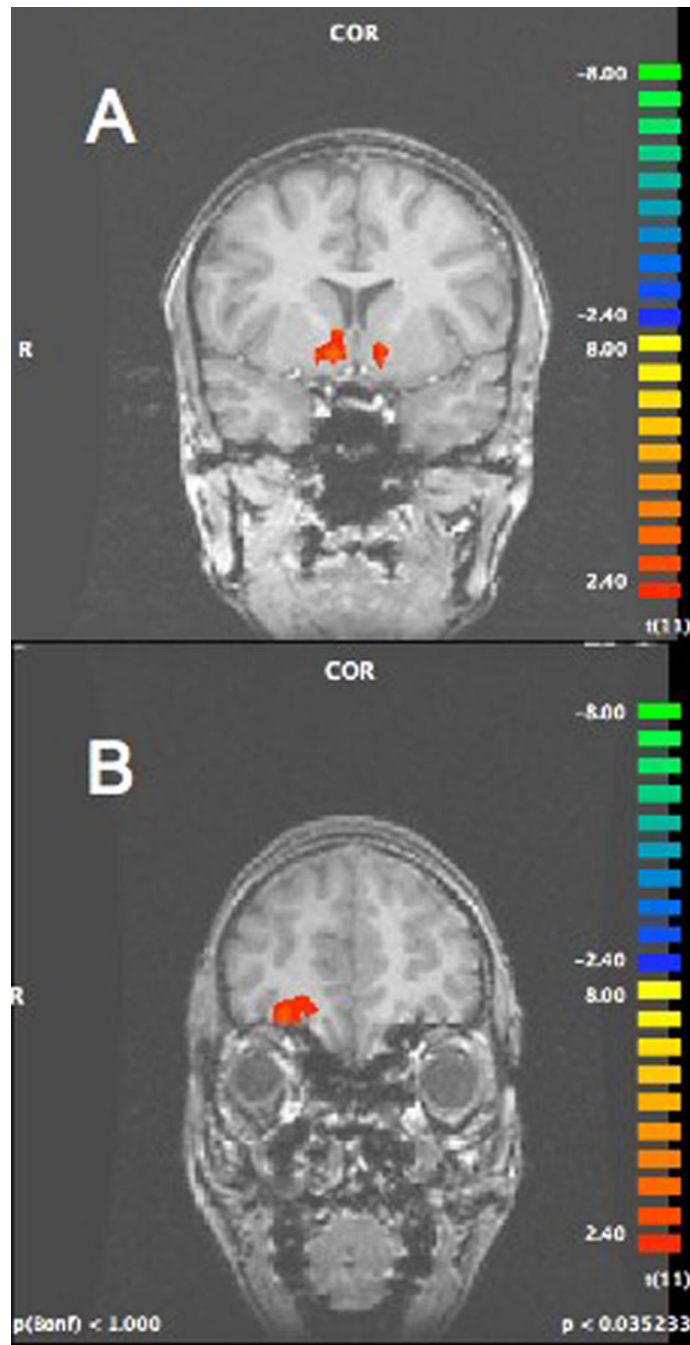 COR
A
-8.00
-2.40
R
8.00
2.40
t(11)
COR
-8.00
B
-2.40
R
8.00
2.40
t(11)
p(Bonf) < 1.000 p < 0.035233